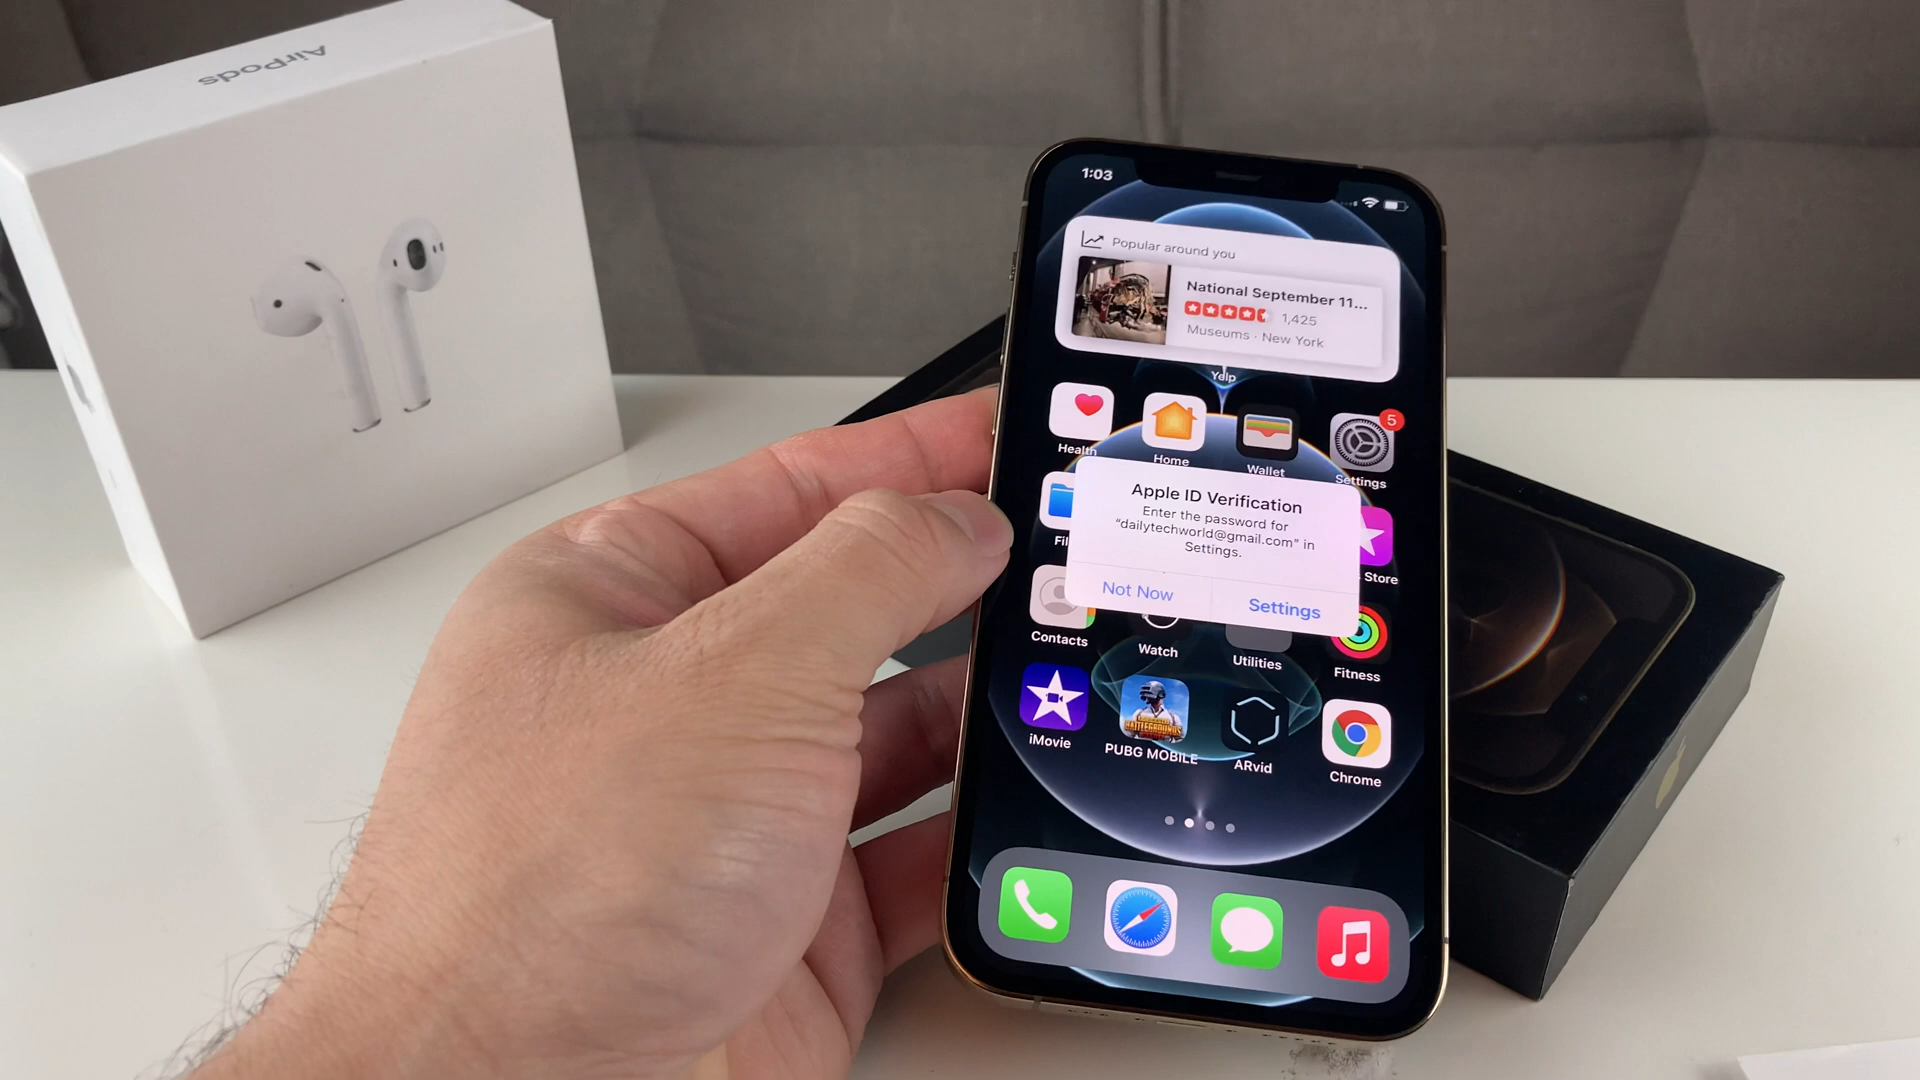 AirPods
1:03
Popular around you
National September 11...
1,425
Museums · New York
Yelp
Health
Home
Wallet
5
Settings
Fil
Store
Apple ID Verification
Enter the password for
“dailytechworld@gmail.com” in
Settings.
Not Now
Settings
Contacts
Watch
Utilities
Fitness
iMovie
PUBG MOBILE
ARvid
Chrome